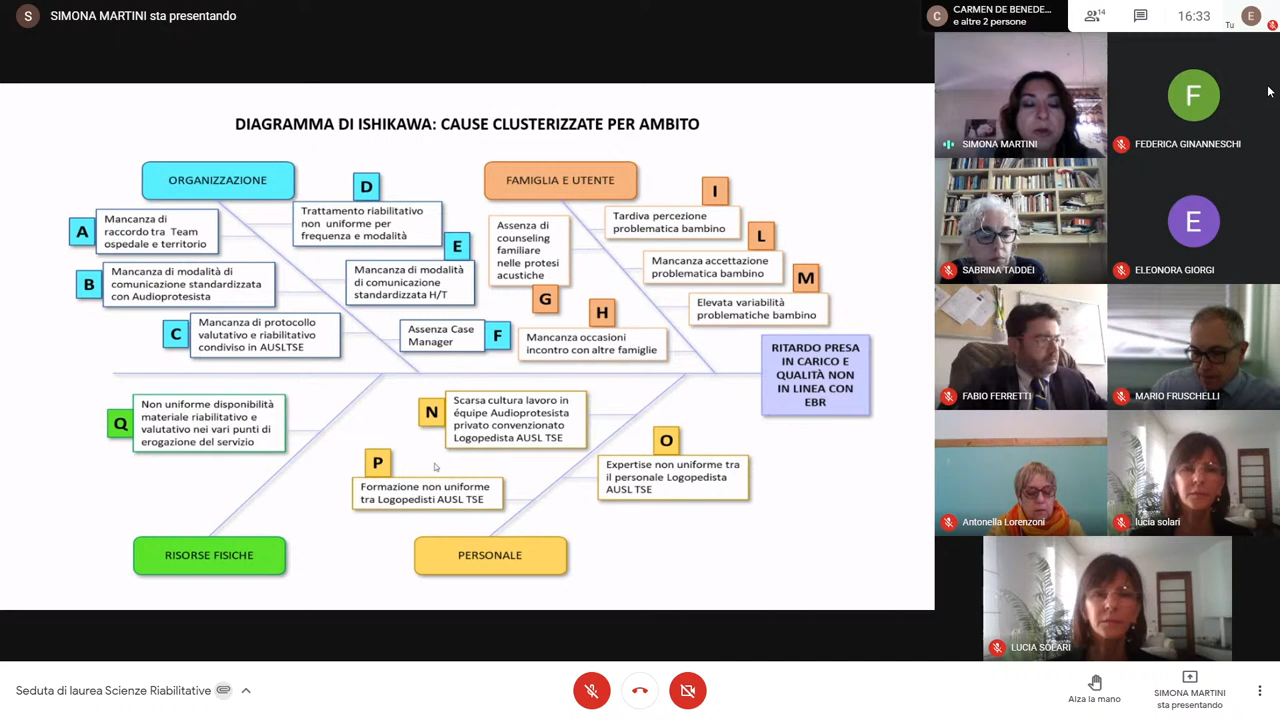 S
SIMONA MARTINI sta presentando
C
CARMEN DE BENEDE...
e altre 2 persone
14
16:33
Tu
E
DIAGRAMMA DI ISHIKAWA: CAUSE CLUSTERIZZATE PER AMBITO
ORGANIZZAZIONE
A
Mancanza di
raccordo tra Team
ospedale e territorio
B
Mancanza di modalità di
comunicazione standardizzata
con Audioprotesista
C
Mancanza di protocollo
valutativo e riabilitativo
condiviso in AUSLTSE
D
Trattamento riabilitativo
non uniforme per
frequenza e modalità
E
Mancanza di modalità
di comunicazione
standardizzata H/T
Assenza Case
Manager
F
FAMIGLIA E UTENTE
Assenza di
counseling
familiare
nelle protesi
acustiche
G
H
Mancanza occasioni
incontro con altre famiglie
I
Tardiva percezione
problematica bambino
L
Mancanza accettazione
problematica bambino
M
Elevata variabilità
problematiche bambino
RITARDO PRESA
IN CARICO E
QUALITÀ NON
IN LINEA CON
EBR
Q
Non uniforme disponibilità
materiale riabilitativo e
valutativo nei vari punti di
erogazione del servizio
N
Scarsa cultura lavoro in
équipe Audioprotesista
privato convenzionato
Logopedista AUSL TSE
P
Formazione non uniforme
tra Logopedisti AUSL TSE
O
Expertise non uniforme tra
il personale Logopedista
AUSL TSE
RISORSE FISICHE
PERSONALE
SIMONA MARTINI
F
FEDERICA GINANNESCHI
SABRINA TADDEI
E
ELEONORA GIORGI
FABIO FERRETTI
MARIO FRUSCHELLI
Antonella Lorenzoni
lucia solari
LUCIA SOLARI
Seduta di laurea Scienze Riabilitative
Alza la mano
SIMONA MARTINI
sta presentando